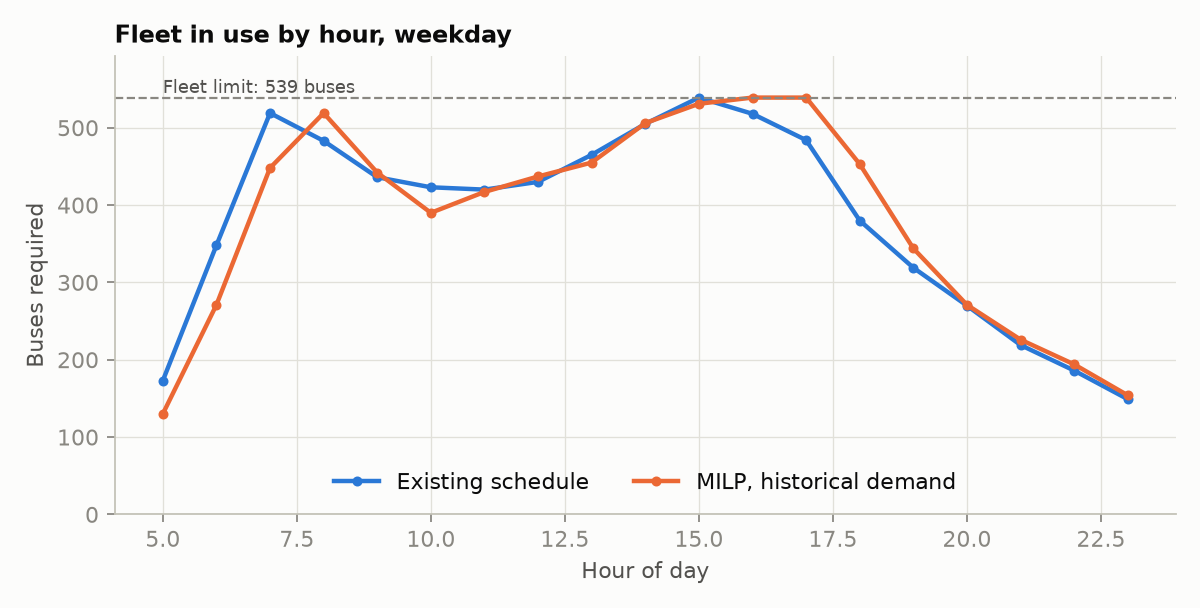 Fleet in use by hour, weekday
Fleet limit: 539 buses
Buses required
500
400
300
200
100
0
Existing schedule
MILP, historical demand
5.0
7.5
10.0
12.5
15.0
17.5
20.0
22.5
Hour of day